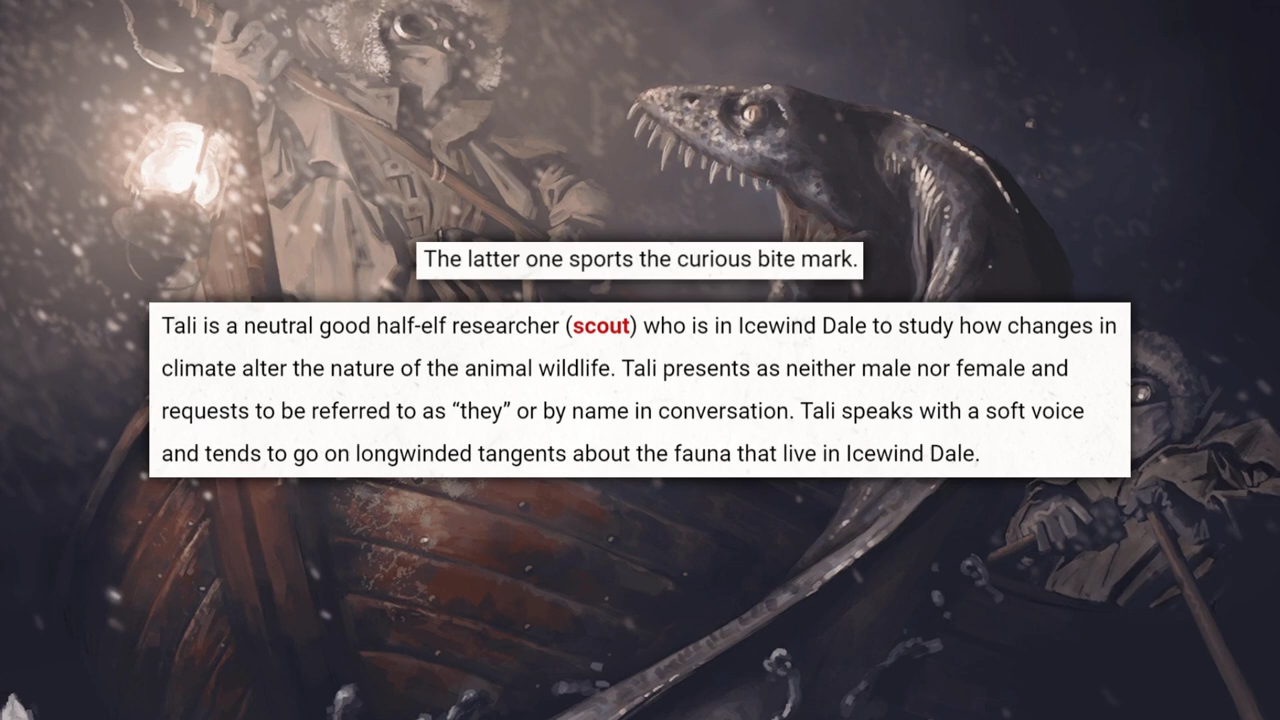 The latter one sports the curious bite mark.
Tali is a neutral good half-elf researcher (scout) who is in Icewind Dale to study how changes in
climate alter the nature of the animal wildlife. Tali presents as neither male nor female and
requests to be referred to as “they” or by name in conversation. Tali speaks with a soft voice
and tends to go on longwinded tangents about the fauna that live in Icewind Dale.